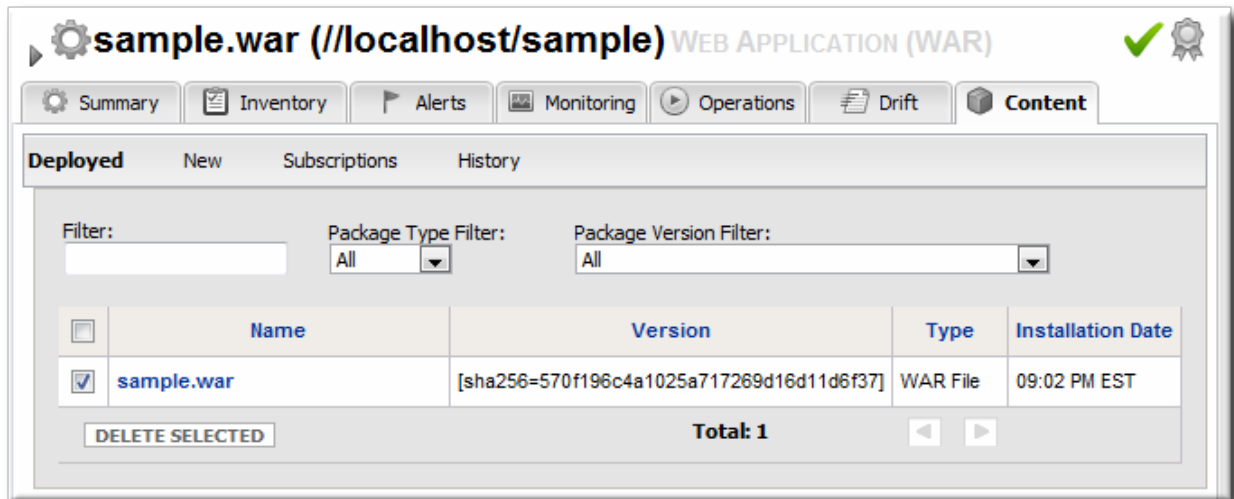 sample.war (//localhost/sample) WEB APPLICATION (WAR)
Summary Inventory Alerts Monitoring Operations Drift Content
Deployed New Subscriptions History
Filter: Package Type Filter: Package Version Filter:
All All
Name Version Type Installation Date
sample.war [sha256=570f196c4a1025a717269d16d11d6f37] WAR File 09:02 PM EST
DELETE SELECTED Total: 1